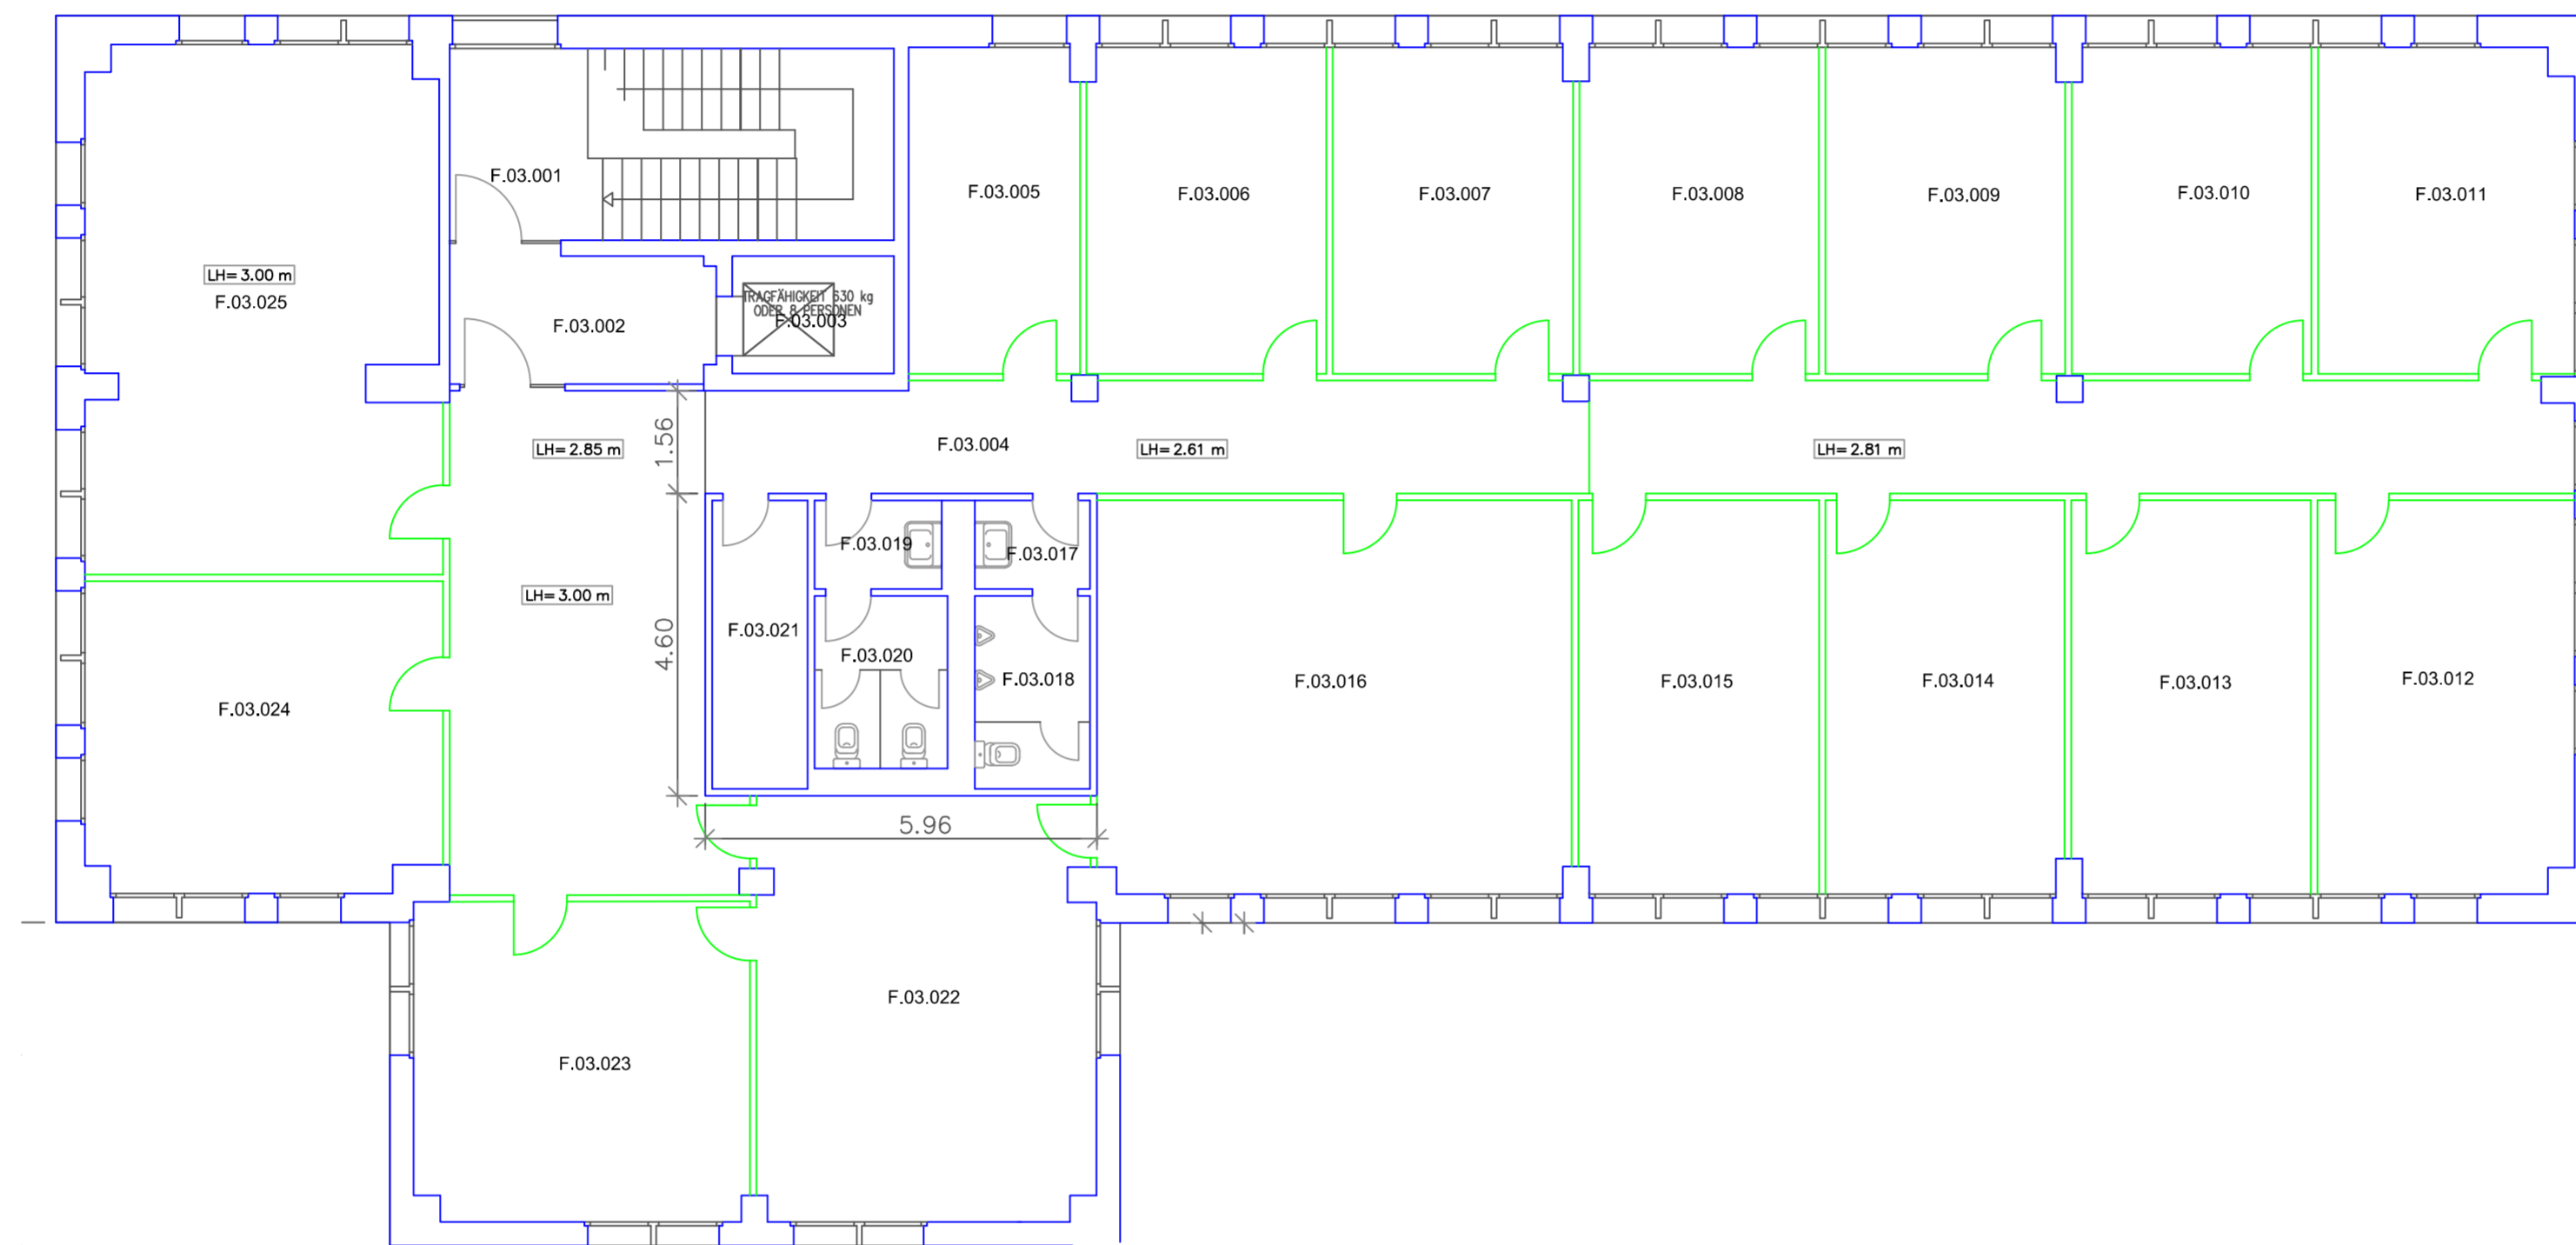 F.03.001
F.03.005
F.03.006
F.03.007
F.03.008
F.03.009
F.03.010
F.03.011
LH= 3.00 m
F.03.025
F.03.002
TRAGFÄHIGKEIT 630 kg
ODER 8 PERSONEN
F.03.003
LH= 2.85 m
1.56
F.03.004
LH= 2.61 m
LH= 2.81 m
F.03.019
F.03.017
LH= 3.00 m
4.60
F.03.021
F.03.020
F.03.018
F.03.016
F.03.015
F.03.014
F.03.013
F.03.012
F.03.024
5.96
F.03.022
F.03.023